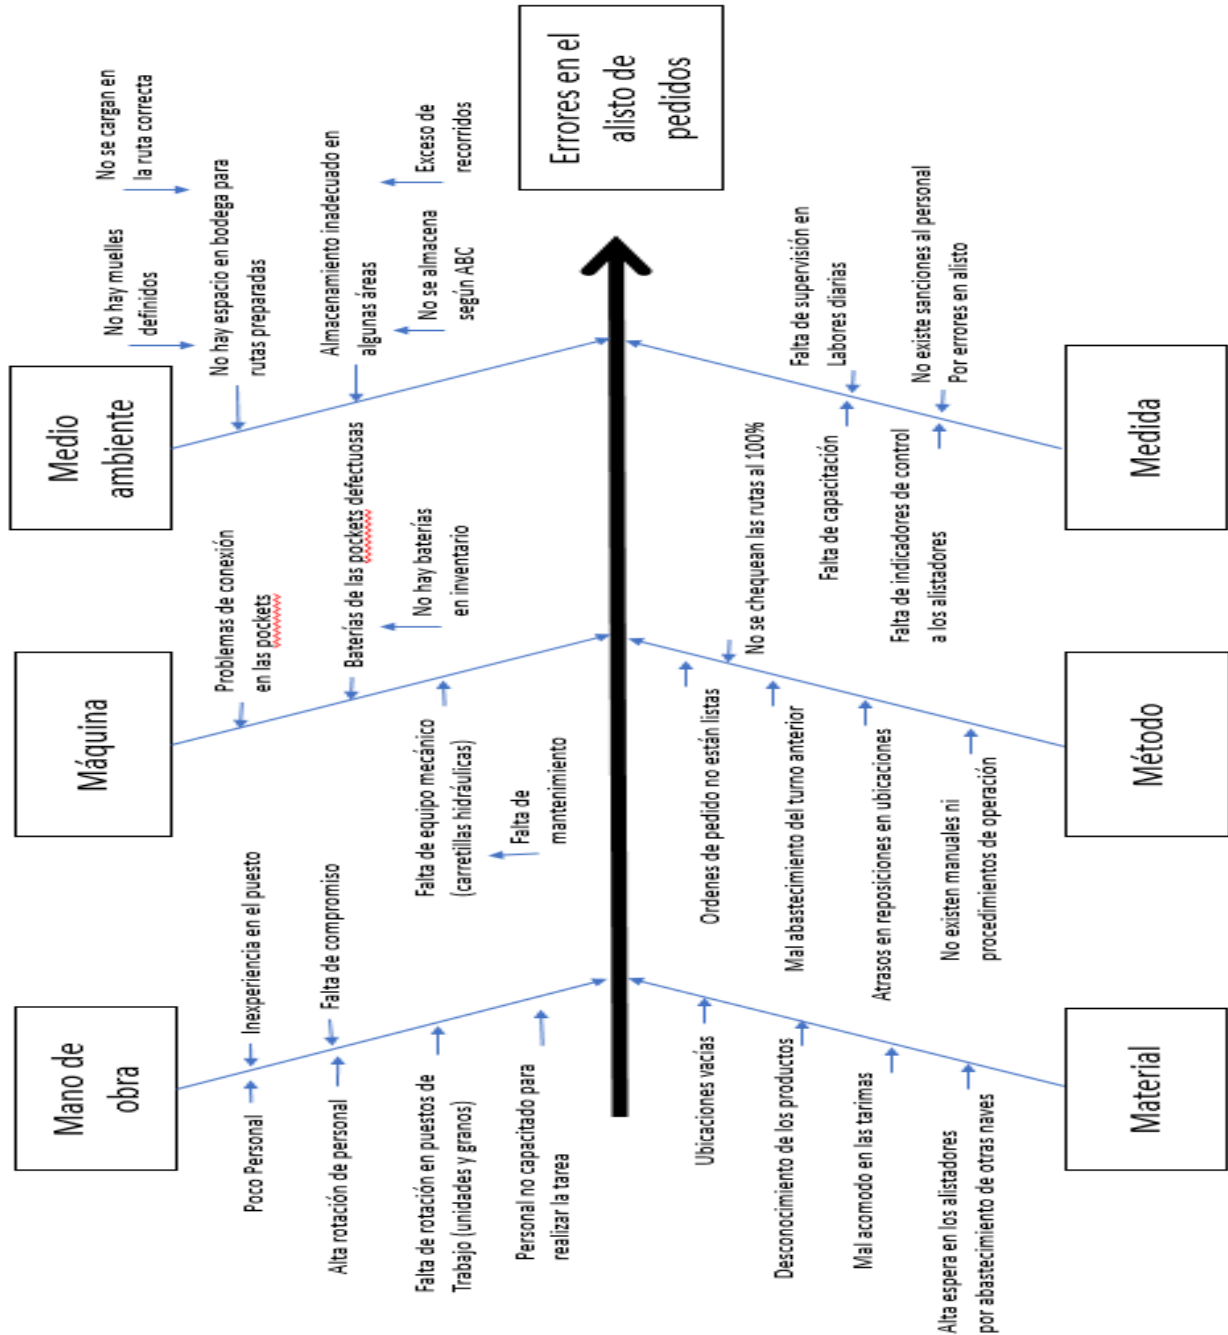 Mano de
obra
Máquina
Medio
ambiente
Poco Personal
Inexperiencia en el puesto
Alta rotación de personal
Falta de compromiso
Falta de rotación en puestos de
Trabajo (unidades y granos)
Personal no capacitado para
realizar la tarea
Problemas de conexión
en las pockets
Baterías de las pockets defectuosas
No hay baterías
en inventario
Falta de equipo mecánico
(carretillas hidráulicas)
Falta de
mantenimiento
No hay muelles
definidos
No se cargan en
la ruta correcta
No hay espacio en bodega para
rutas preparadas
Almacenamiento inadecuado en
algunas áreas
No se almacena
según ABC
Exceso de
recorridos
Errores en el
alisto de
pedidos
Ubicaciones vacías
Desconocimiento de los productos
Mal acomodo en las tarimas
Alta espera en los alistadores
por abastecimiento de otras naves
Ordenes de pedido no están listas
No se chequean las rutas al 100%
Mal abastecimiento del turno anterior
Atrasos en reposiciones en ubicaciones
No existen manuales ni
procedimientos de operación
Falta de supervisión en
Labores diarias
Falta de capacitación
No existe sanciones al personal
Por errores en alisto
Falta de indicadores de control
a los alistadores
Material
Método
Medida